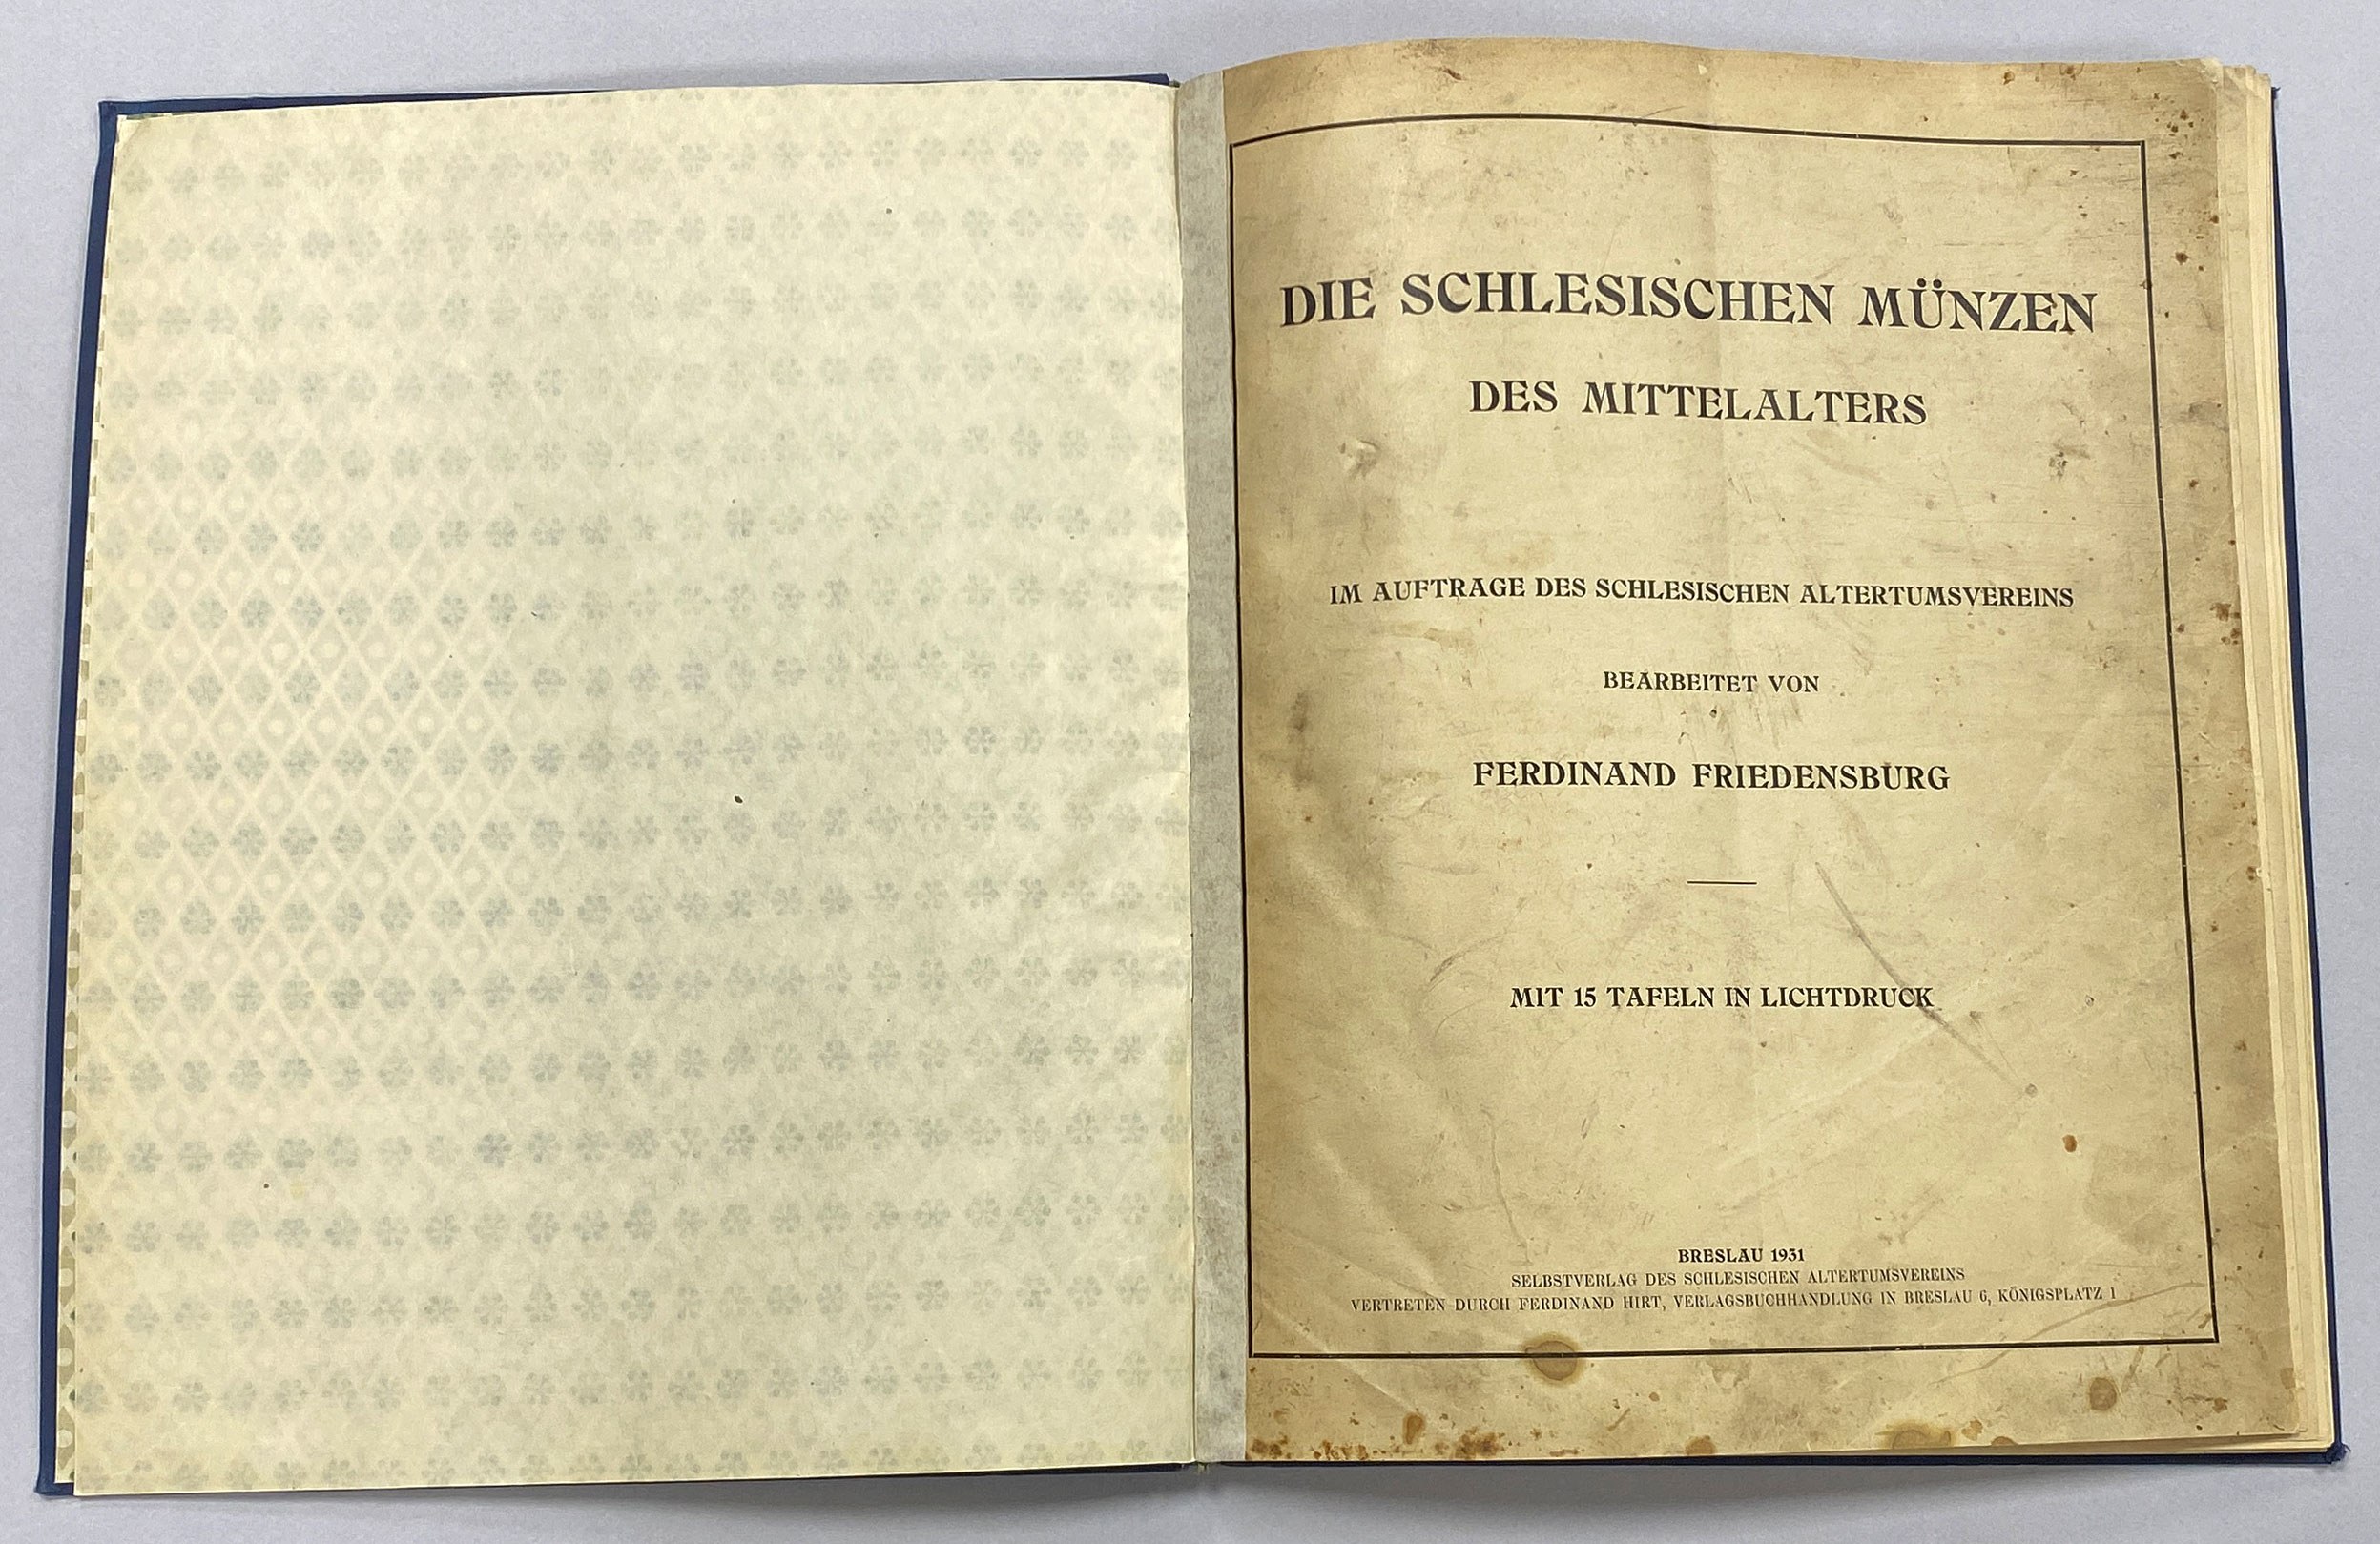 DIE SCHLESISCHEN MÜNZEN
DES MITTELALTERS
IM AUFTRAGE DES SCHLESISCHEN ALTERTUMSVEREINS
BEARBEITET VON
FERDINAND FRIEDENSBURG
MIT 15 TAFELN IN LICHTDRUCK
BRESLAU 1931
SELBSTVERLAG DES SCHLESISCHEN ALTERTUMSVEREINS
VERTRETEN DURCH FERDINAND HIRT, VERLAGSBUCHHANDLUNG IN BRESLAU 6, KÖNIGSPLATZ 1